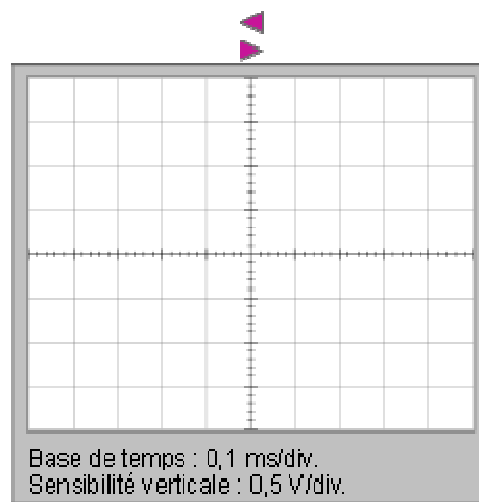 Base de temps : 0,1 ms/div.
Sensibilité verticale : 0,5 V/div.